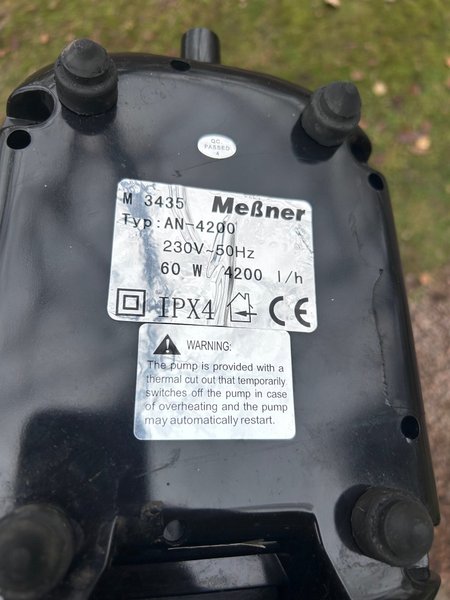 QC.
PASSED
4
M 3435 Meßner
Typ:AN-4200
230V~50Hz
60 W/4200 l/h
IPX4 CE
WARNING:
The pump is provided with a
thermal cut out that temporarily
switches off the pump in case
of overheating and the pump
may automatically restart.